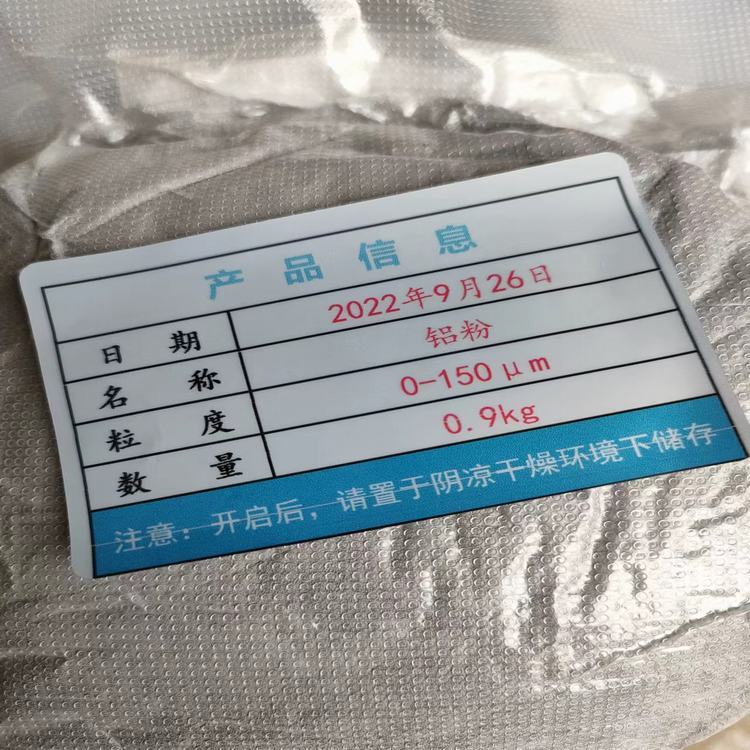 产品信息
日期 2022年9月26日
名称 铝粉
粒度 0-150μm
数量 0.9kg
注意：开启后，请置于阴凉干燥环境下储存